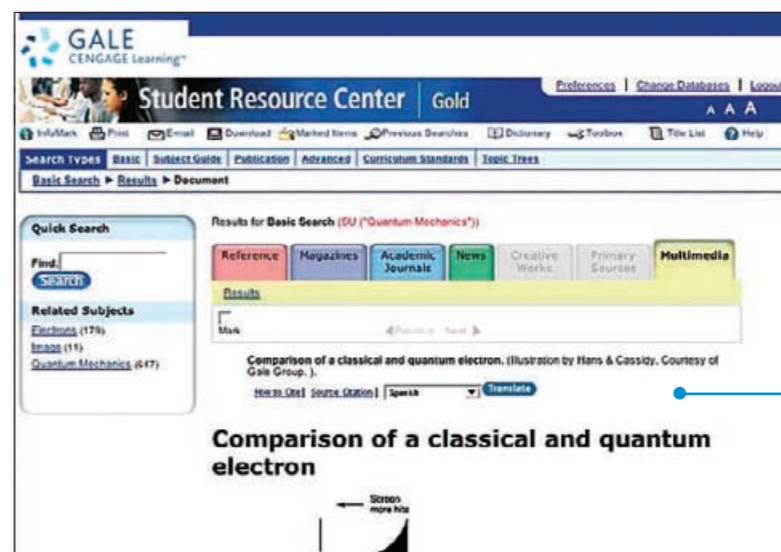 GALE
CENGAGE Learning™
Student Resource Center | Gold
Preferences | Change Databases | Logout
A A A
InfoMark Print E-mail Download Marked Items Previous Searches Dictionary Toolbox Title List Help
Search Types Basic Subject Guide Publication Advanced Curriculum Standards Topic Trees
Basic Search ▶ Results ▶ Document
Quick Search
Find:
Search
Related Subjects
Electrons (179)
Image (11)
Quantum Mechanics (647)
Results for Basic Search (SU ("Quantum Mechanics"))
Reference Magazines Academic Journals News Creative Works Primary Sources Multimedia
Results
Mark
Previous Next
Comparison of a classical and quantum electron. (Illustration by Hans & Cassidy. Courtesy of
Gale Group. ).
How to Cite | Source Citation | Spanish Translate
Comparison of a classical and quantum
electron
Screen
more hits